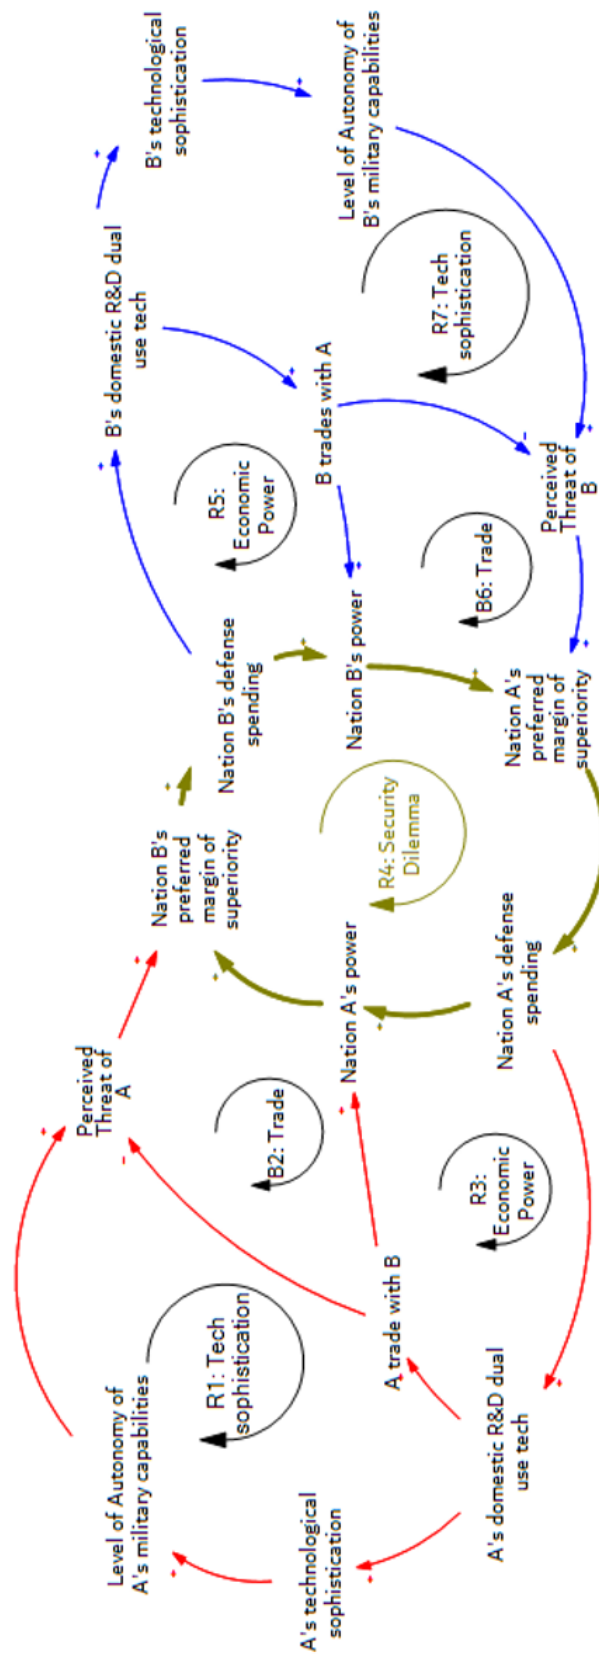 Level of Autonomy of
A's military capabilities
R1: Tech
sophistication
A's technological
sophistication
A's domestic R&D dual
use tech
A trade with B
Perceived
Threat of
A
B2: Trade
R3:
Economic
Power
Nation A's power
Nation A's defense
spending
Nation B's
preferred
margin of
superiority
R4: Security
Dilemma
Nation B's defense
spending
Nation B's power
Nation A's
preferred
margin of
superiority
R5:
Economic
Power
B6: Trade
Perceived
Threat of
B
B trades with A
B's domestic R&D dual
use tech
R7: Tech
sophistication
B's technological
sophistication
Level of Autonomy of
B's military capabilities